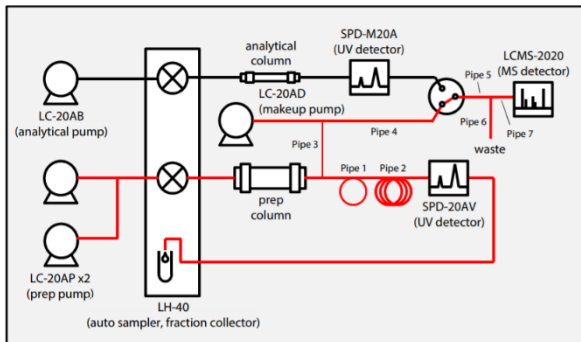 SPD-M20A
(UV detector)
analytical
column
LCMS-2020
(MS detector)
Pipe 5
LC-20AB
(analytical pump)
LC-20AD
(makeup pump)
Pipe 4
Pipe 6
Pipe 7
waste
Pipe 3
Pipe 1
Pipe 2
prep
column
SPD-20AV
(UV detector)
LC-20AP x2
(prep pump)
LH-40
(auto sampler, fraction collector)